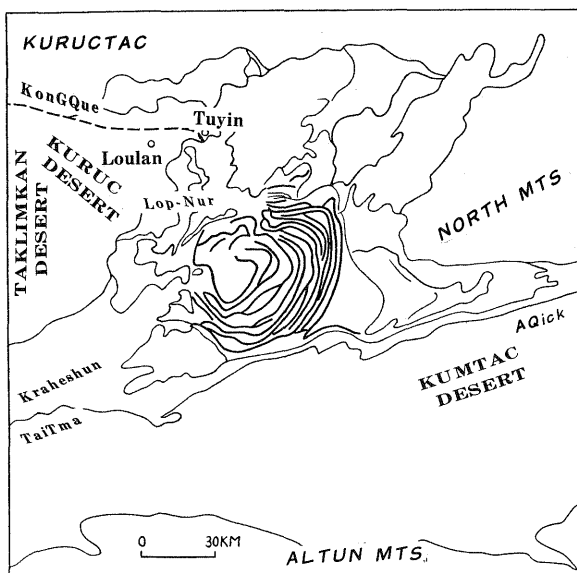 KURUCTAC
KonGQue
Tuyin
Loulan
KURUC
DESERT
TAKLIMKAN
DESERT
Lop-Nur
NORTH MTS
AQick
KUMTAC
DESERT
Kraheshun
TaiTma
0 30KM
ALTUN MTS.